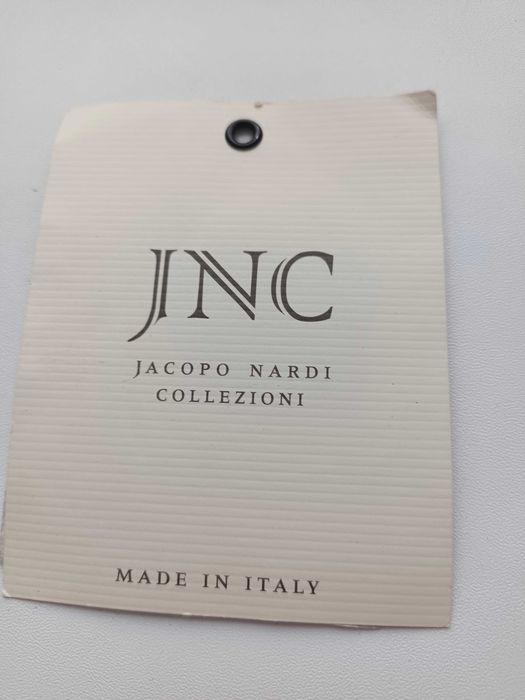 JNC
JACOPO NARDI
COLLEZIONI
MADE IN ITALY